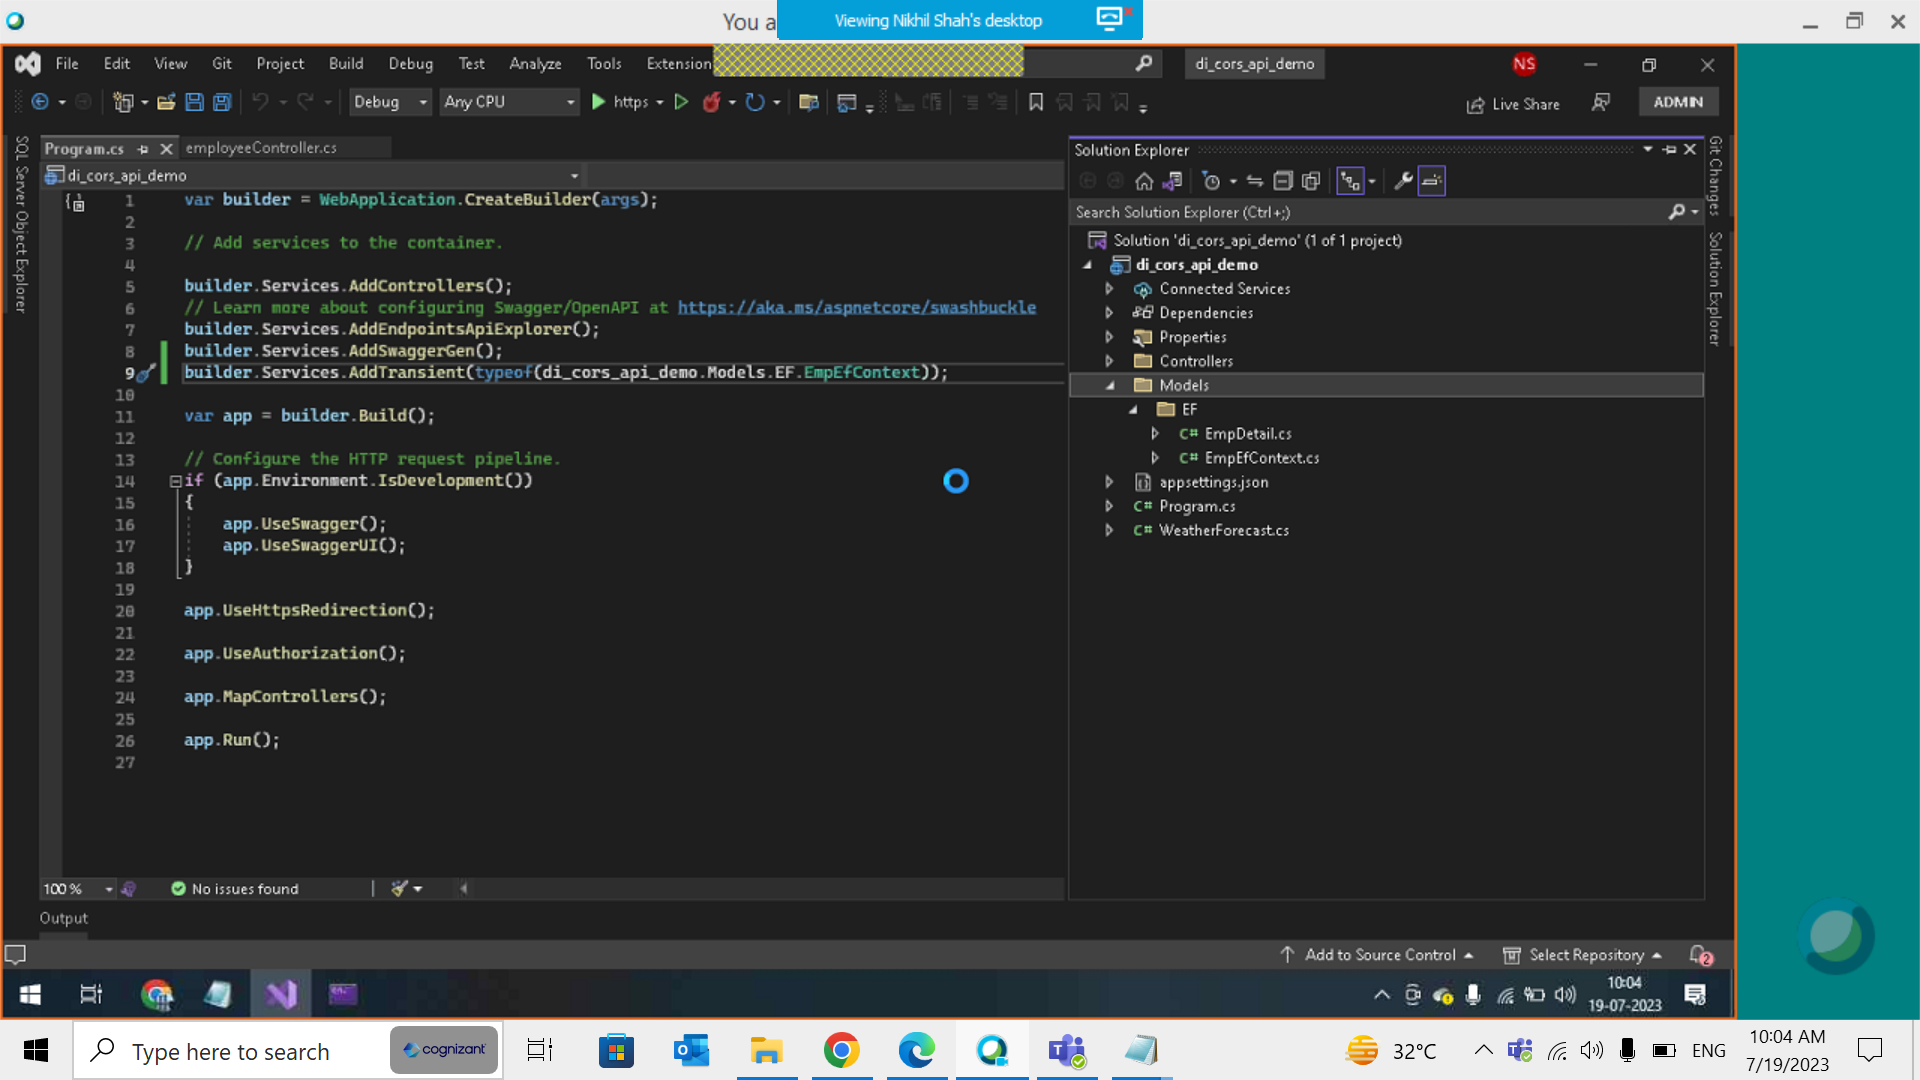 You a
Viewing Nikhil Shah's desktop
File Edit View Git Project Build Debug Test Analyze Tools Extension
di_cors_api_demo
NS
Debug Any CPU https
Live Share
ADMIN
SQL Server Object Explorer
Program.cs employeeController.cs
di_cors_api_demo
1 var builder = WebApplication.CreateBuilder(args);
2
3 // Add services to the container.
4
5 builder.Services.AddControllers();
6 // Learn more about configuring Swagger/OpenAPI at https://aka.ms/aspnetcore/swashbuckle
7 builder.Services.AddEndpointsApiExplorer();
8 builder.Services.AddSwaggerGen();
9 builder.Services.AddTransient(typeof(di_cors_api_demo.Models.EF.EmpEfContext));
10
11 var app = builder.Build();
12
13 // Configure the HTTP request pipeline.
14 if (app.Environment.IsDevelopment())
15 {
16 app.UseSwagger();
17 app.UseSwaggerUI();
18 }
19
20 app.UseHttpsRedirection();
21
22 app.UseAuthorization();
23
24 app.MapControllers();
25
26 app.Run();
27
100 % No issues found
Output
Solution Explorer
Search Solution Explorer (Ctrl+;)
Solution 'di_cors_api_demo' (1 of 1 project)
di_cors_api_demo
Connected Services
Dependencies
Properties
Controllers
Models
EF
C# EmpDetail.cs
C# EmpEfContext.cs
appsettings.json
C# Program.cs
C# WeatherForecast.cs
Git Changes
Solution Explorer
Add to Source Control Select Repository 2
10:04
19-07-2023
Type here to search
cognizant
32°C
ENG
10:04 AM
7/19/2023